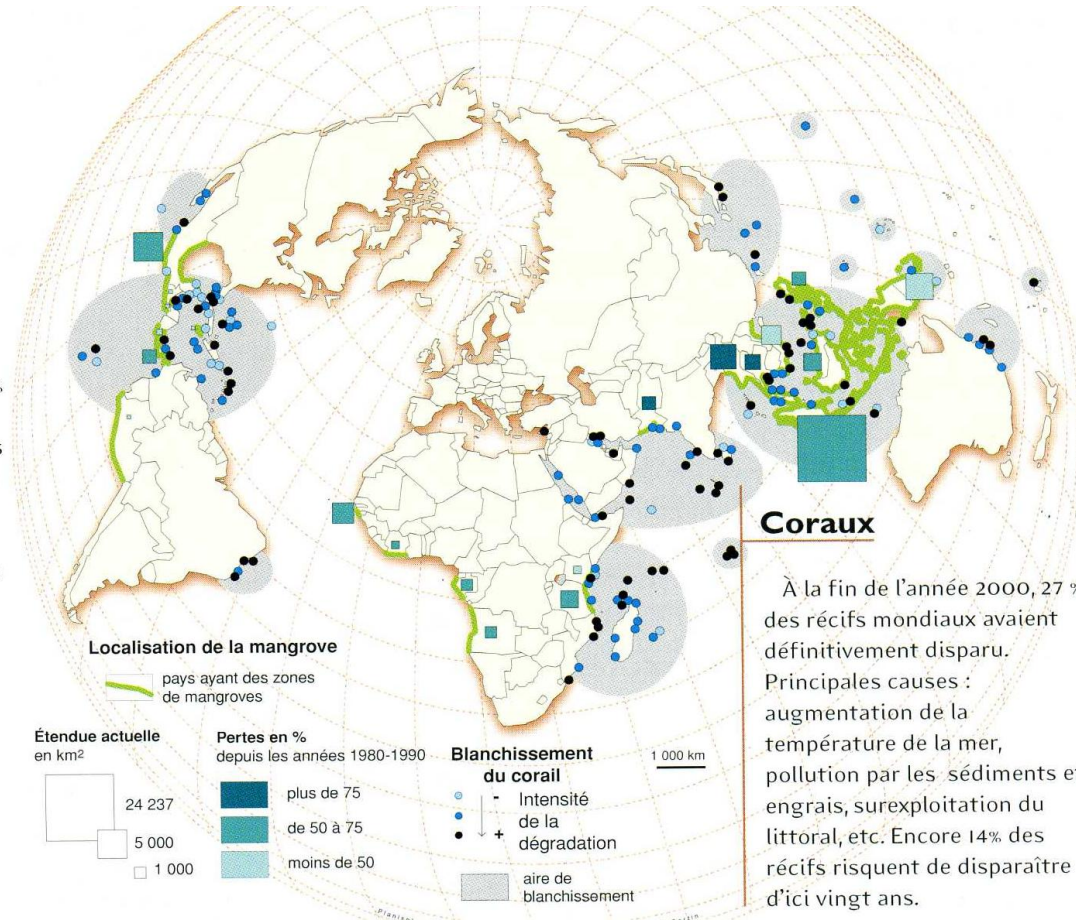 Coraux
À la fin de l'année 2000, 27 %
des récifs mondiaux avaient
définitivement disparu.
Principales causes :
augmentation de la
température de la mer,
pollution par les sédiments et
engrais, surexploitation du
littoral, etc. Encore 14% des
récifs risquent de disparaître
d'ici vingt ans.
Localisation de la mangrove
pays ayant des zones
de mangroves
Étendue actuelle
en km²
24 237
5 000
1 000
Pertes en %
depuis les années 1980-1990
plus de 75
de 50 à 75
moins de 50
Blanchissement
du corail
- Intensité
de la
+ dégradation
aire de
blanchissement
1 000 km